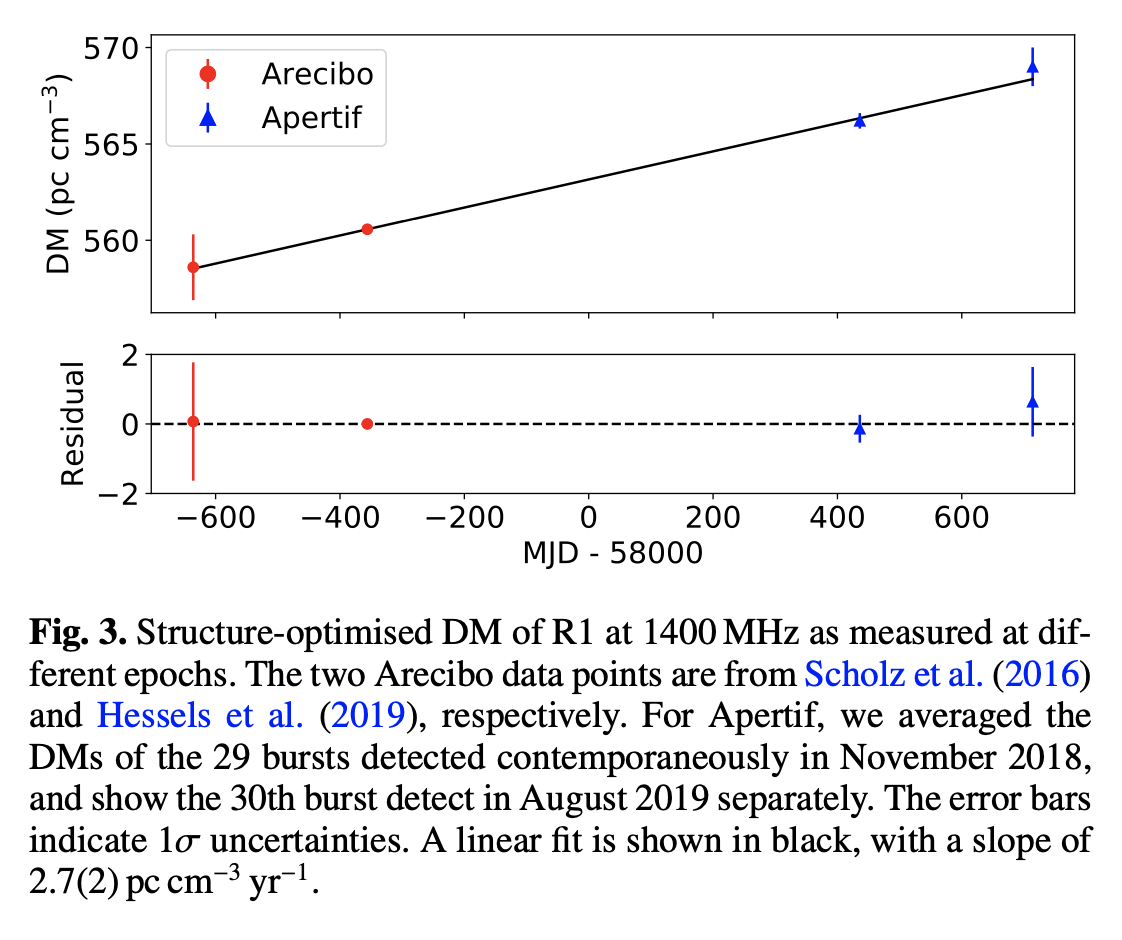 570
565
560
DM (pc cm⁻³)
Arecibo
Apertif
2
0
−2
Residual
−600 −400 −200 0 200 400 600
MJD - 58000
Fig. 3. Structure-optimised DM of R1 at 1400 MHz as measured at dif-
ferent epochs. The two Arecibo data points are from Scholz et al. (2016)
and Hessels et al. (2019), respectively. For Apertif, we averaged the
DMs of the 29 bursts detected contemporaneously in November 2018,
and show the 30th burst detect in August 2019 separately. The error bars
indicate 1σ uncertainties. A linear fit is shown in black, with a slope of
2.7(2) pc cm⁻³ yr⁻¹.